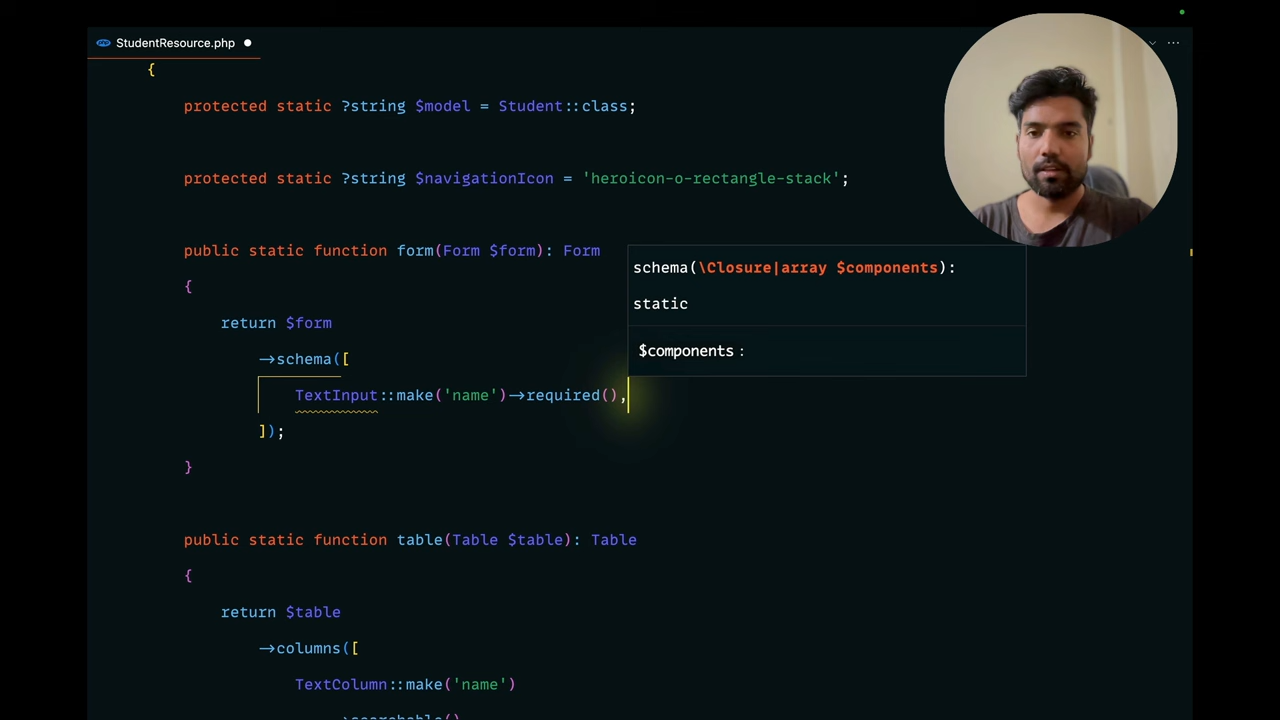 php StudentResource.php
{
protected static ?string $model = Student::class;
protected static ?string $navigationIcon = 'heroicon-o-rectangle-stack';
public static function form(Form $form): Form
{
return $form
->schema([
TextInput::make('name')->required(),
]);
}
schema(\Closure|array $components):
static
$components :
public static function table(Table $table): Table
{
return $table
->columns([
TextColumn::make('name')
->searchable()